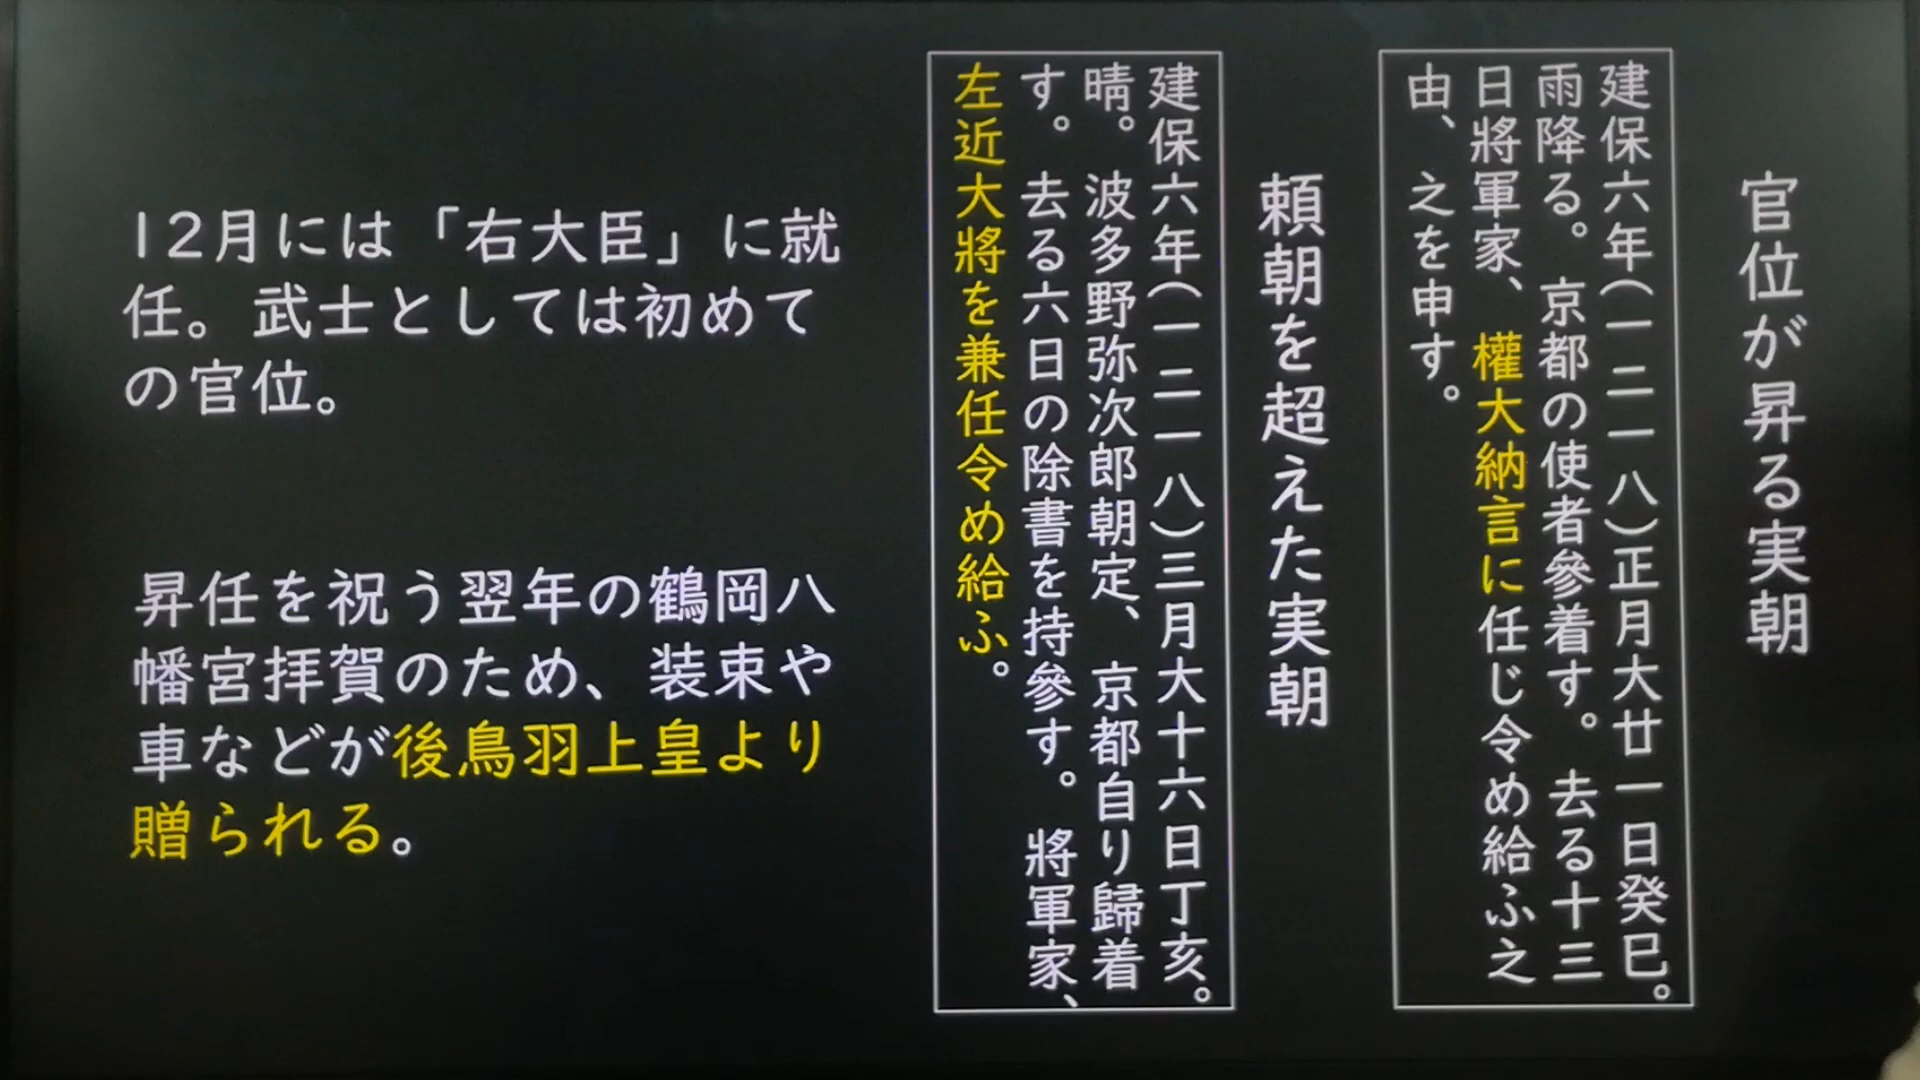 官位が昇る実朝
建保六年(一二一八)正月大廿一日癸巳。
雨降る。京都の使者參着す。去る十三
日將軍家、權大納言に任じ令め給ふ之
由、之を申す。
頼朝を超えた実朝
建保六年(一二一八)三月大十六日丁亥。
晴。波多野弥次郎朝定、京都自り歸着
す。去る六日の除書を持參す。將軍家、
左近大將を兼任令め給ふ。
12月には「右大臣」に就
任。武士としては初めて
の官位。
昇任を祝う翌年の鶴岡八
幡宮拝賀のため、装束や
車などが後鳥羽上皇より
贈られる。